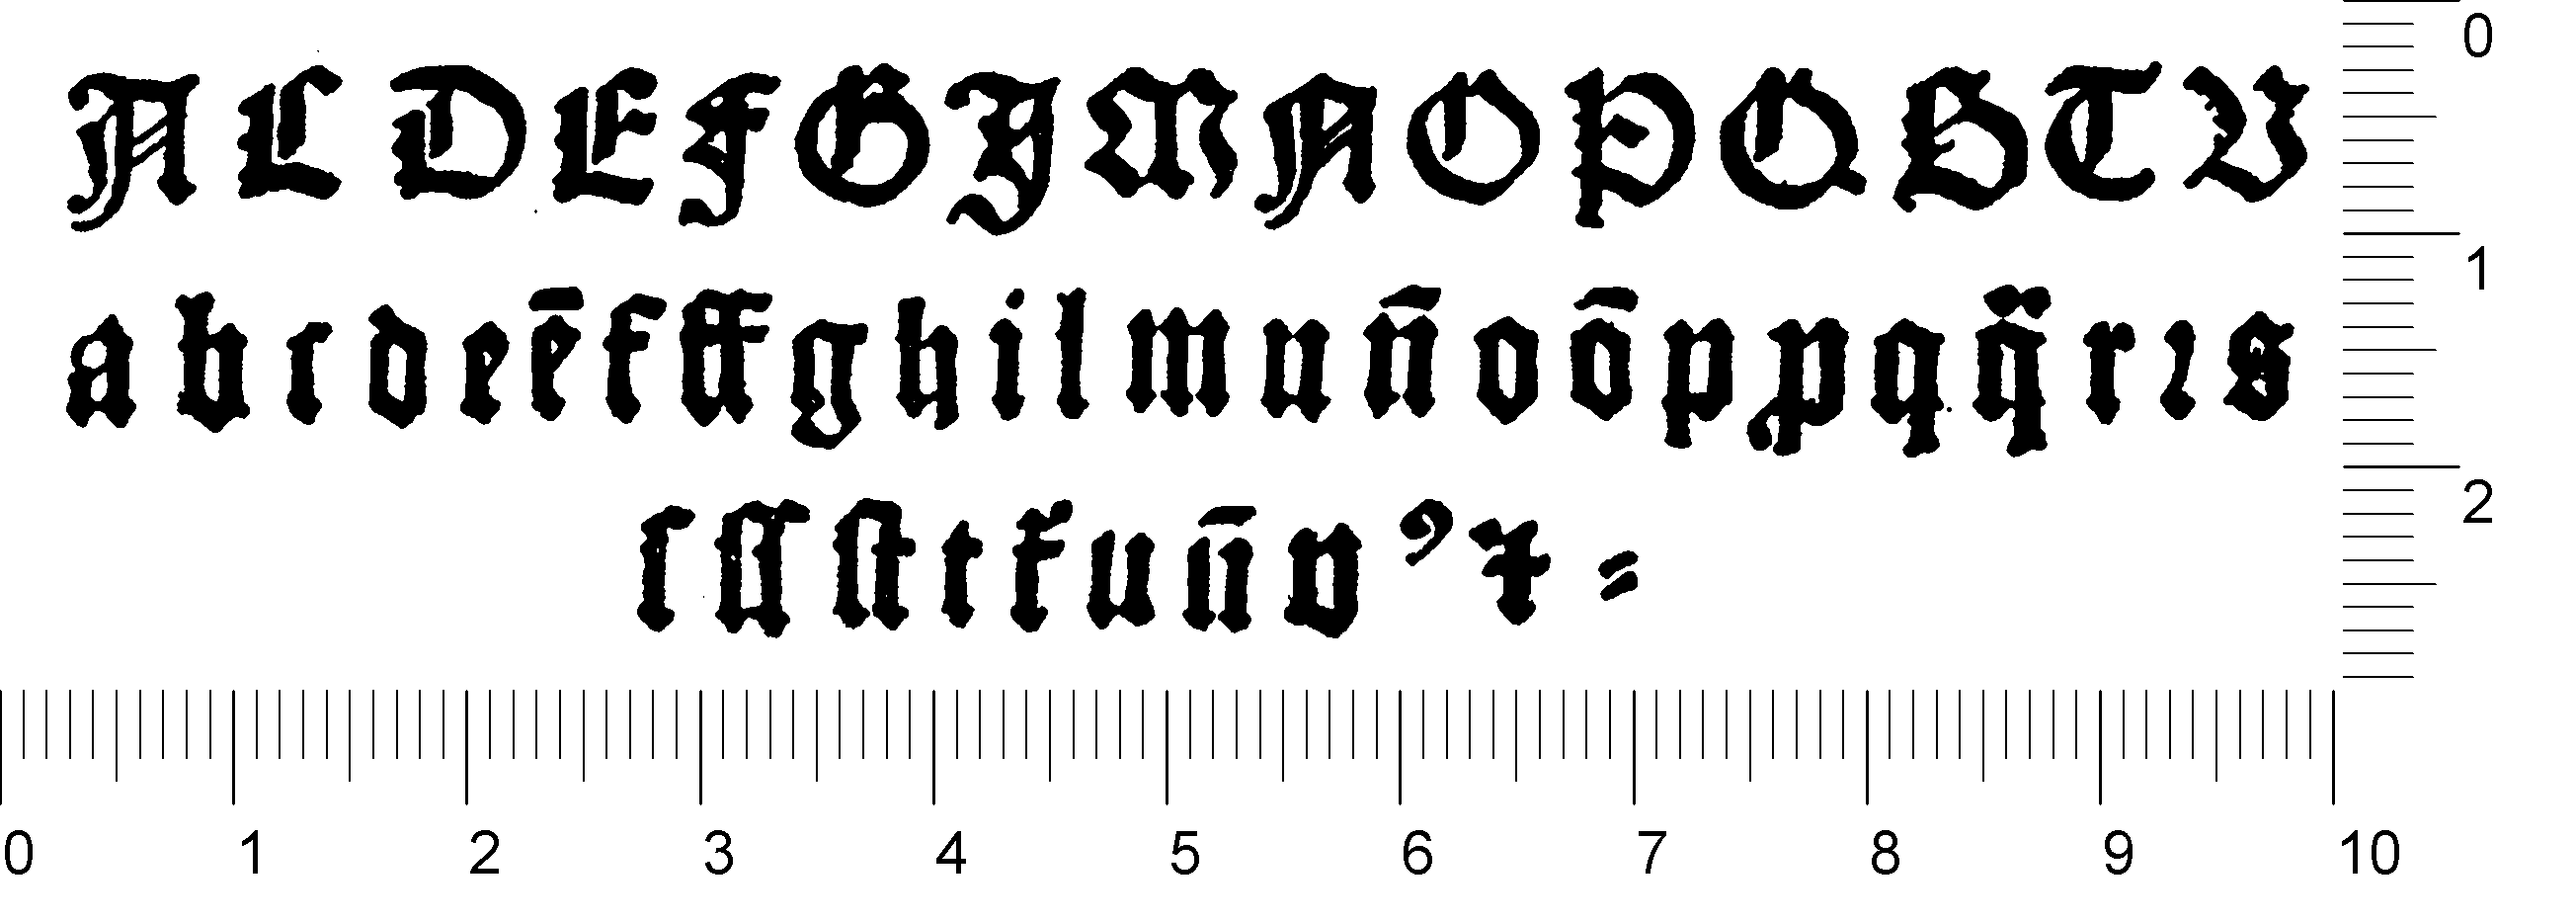 A C D E F G J M N O P Q S T V
a b c d e ē f ff g h i l m n n̄ o ō p ꝓ q q̈ r ꝛ s
ſ ſſ ſt t t᷑ u ū v ꝰ ⁊ ⸗
0
1
2
0 1 2 3 4 5 6 7 8 9 10